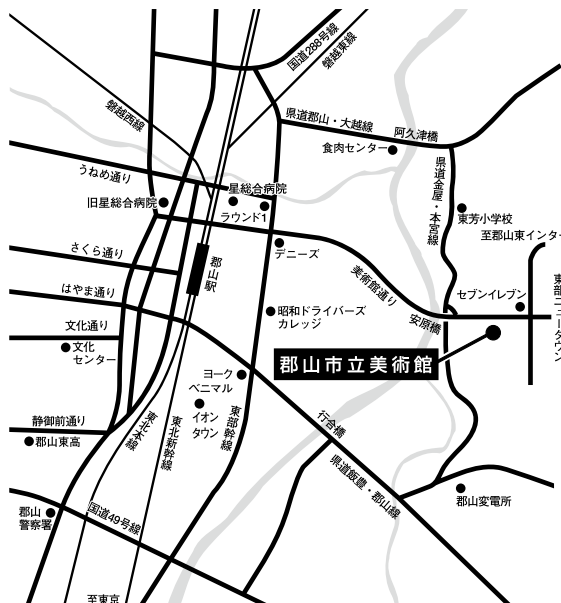 国道288号線
磐越東線
磐越西線
県道郡山・大越線
阿久津橋
食肉センター
うねめ通り
星総合病院
県道金屋・本宮線
旧星総合病院
ラウンド1
東芳小学校
至郡山東インター
さくら通り
デニーズ
郡山駅
美術館通り
はやま通り
セブンイレブン
東部ニュータウン
昭和ドライバーズ
カレッジ
安原橋
文化通り
文化
センター
郡山市立美術館
ヨーク
ベニマル
イオン
タウン
静御前通り
東部幹線
行合橋
郡山東高
東北本線
東北新幹線
県道飯豊・郡山線
郡山変電所
郡山
警察署
国道49号線
至東京